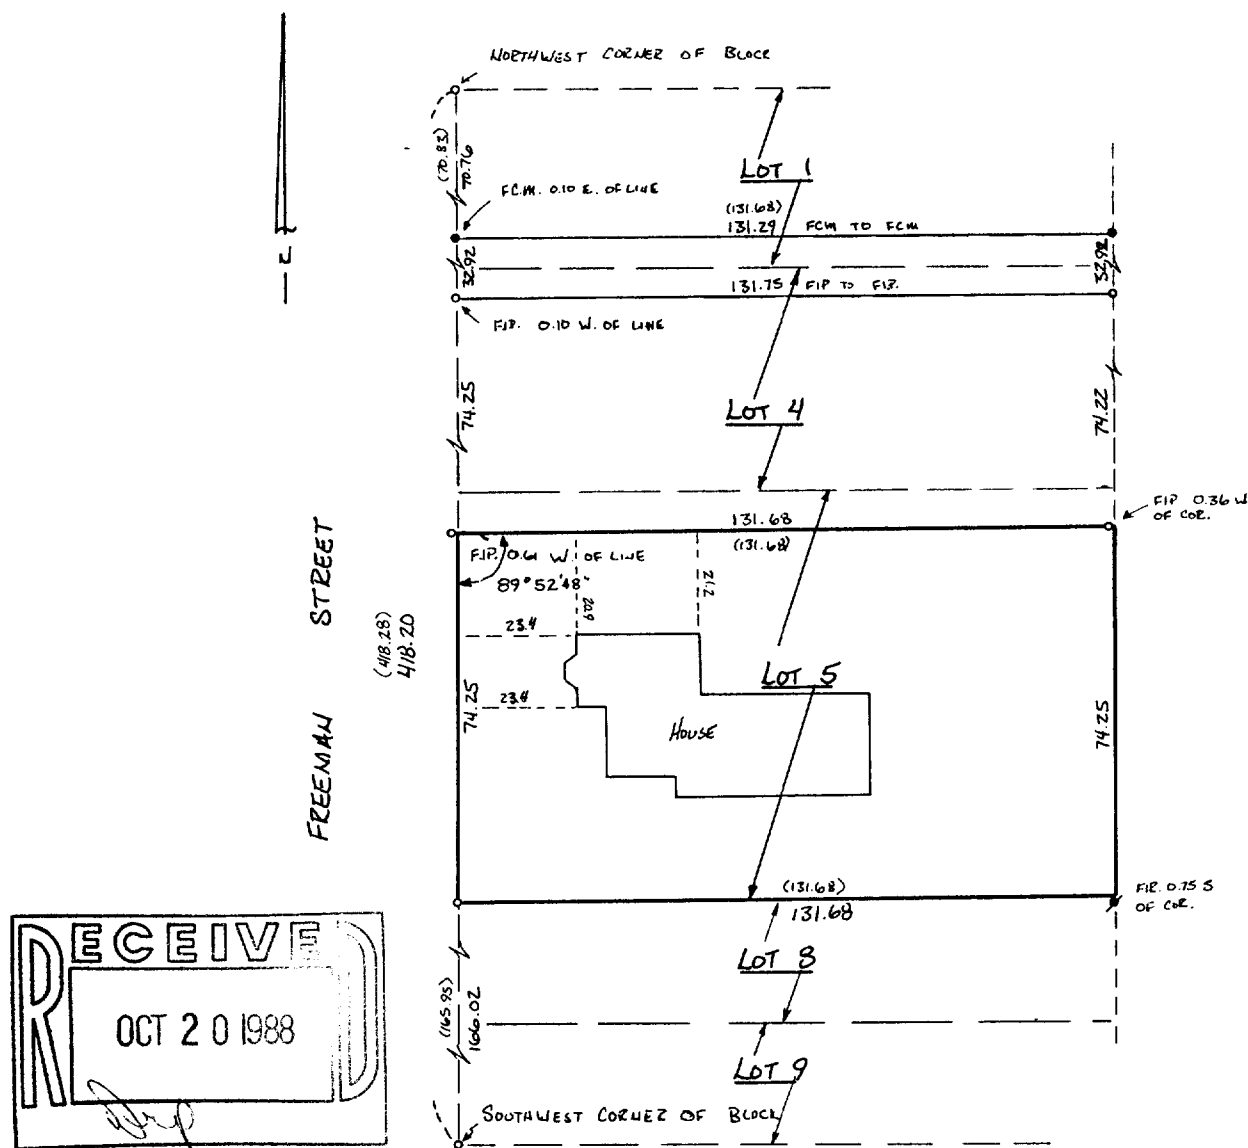 NORTHWEST CORNER OF BLOCK
(70.83)
70.76
LOT 1
F.C.M. 0.10 E. OF LINE
(131.68)
131.29 FCM TO FCM
32.92
32.92
131.75 FIP TO FIP.
FIP. 0.10 W. OF LINE
74.25
74.22
LOT 4
FIP 0.36 W
OF COR.
131.68
(131.68)
FIP. 0.61 W. OF LINE
89° 52' 48"
20.9
21.2
FREEMAN STREET
(418.28)
418.20
23.4
LOT 5
23.4
74.25
74.25
HOUSE
(131.68)
131.68
FIP. 0.75 S
OF COR.
RECEIVED
OCT 20 1988
LOT 8
(165.95)
166.02
LOT 9
SOUTHWEST CORNER OF BLOCK